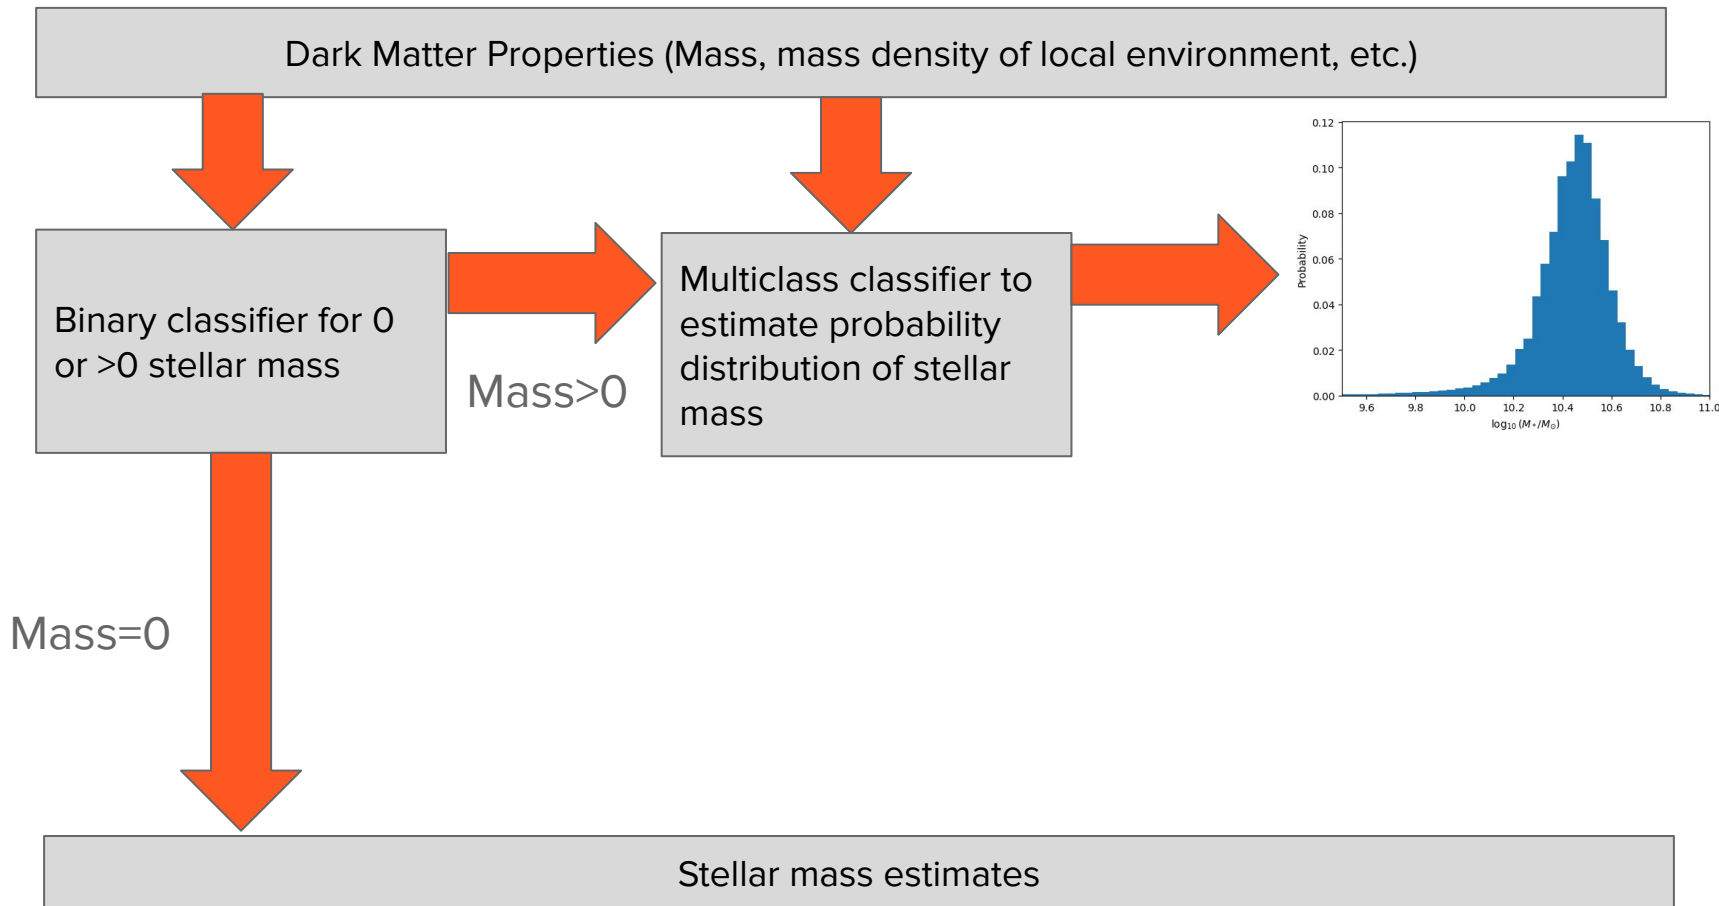 Dark Matter Properties (Mass, mass density of local environment, etc.)
Binary classifier for 0
or >0 stellar mass
Mass>0
Multiclass classifier to
estimate probability
distribution of stellar
mass
0.12
0.10
0.08
0.06
0.04
0.02
0.00
Probability
9.6 9.8 10.0 10.2 10.4 10.6 10.8 11.0
log₁₀(M*/M⊙)
Mass=0
Stellar mass estimates